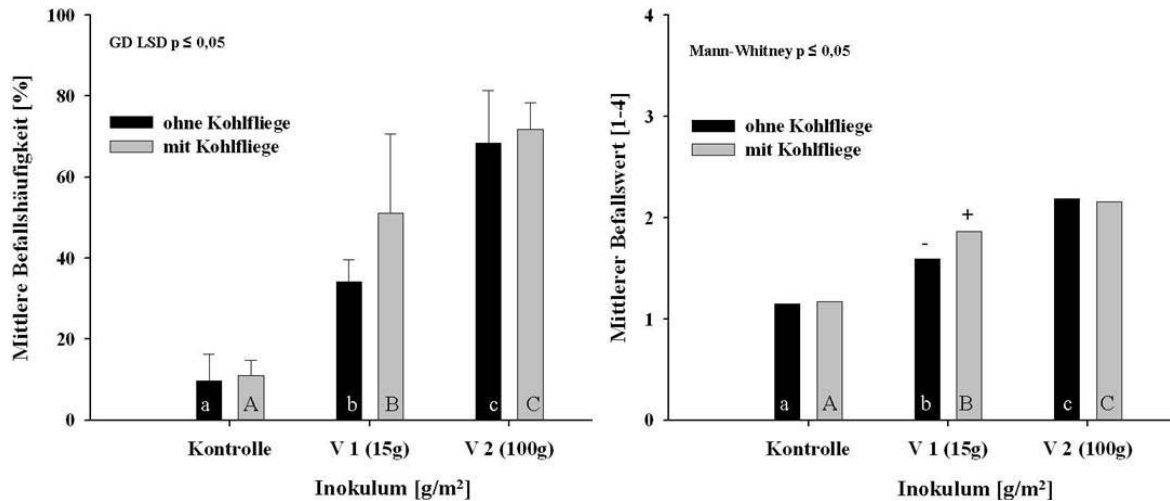 Mittlere Befallshäufigkeit [%]
100
80
60
40
20
0
GD LSD p ≤ 0,05
ohne Kohlfliege
mit Kohlfliege
a
A
b
B
c
C
Kontrolle
V 1 (15g)
V 2 (100g)
Inokulum [g/m²]
Mittlerer Befallswert [1-4]
4
3
2
1
0
Mann-Whitney p ≤ 0,05
ohne Kohlfliege
mit Kohlfliege
-
+
a
A
b
B
c
C
Kontrolle
V 1 (15g)
V 2 (100g)
Inokulum [g/m²]